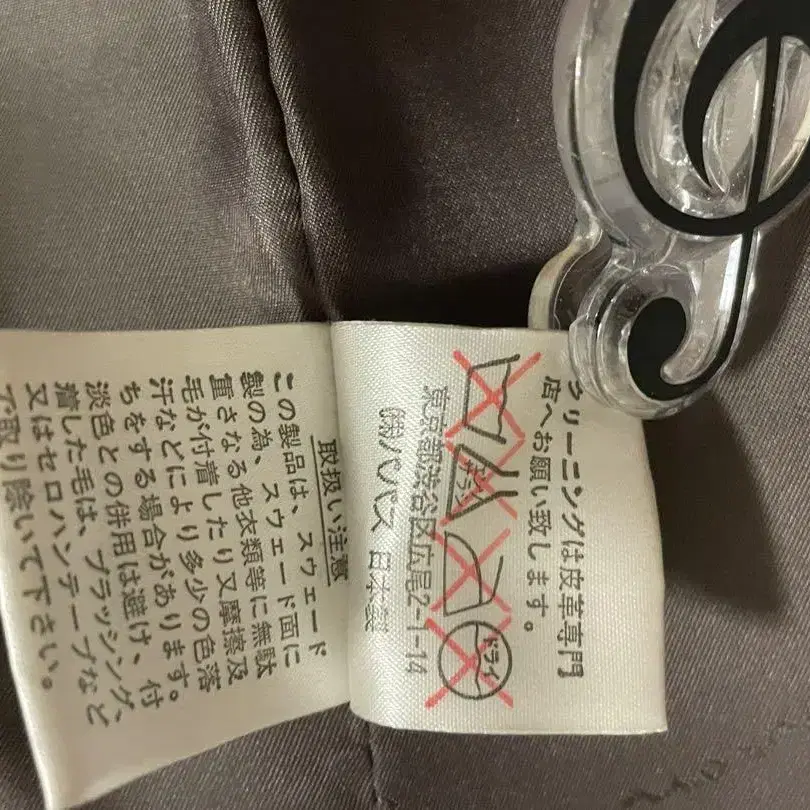 クリーニングは皮革専門
店へお願い致します。
ドライ
東京都渋谷区広尾2-1-14
㈱パパス 日本製
取扱い注意
この製品は、スウェード
製の為、スウェード面に
重さなる他衣類等に無駄
毛が付着したり又摩擦及
汗などにより多少の色落
ちをする場合があります。
淡色との併用は避け、付
着した毛は、ブラッシング、
又はセロハンテープなど
で取り除いて下さい。